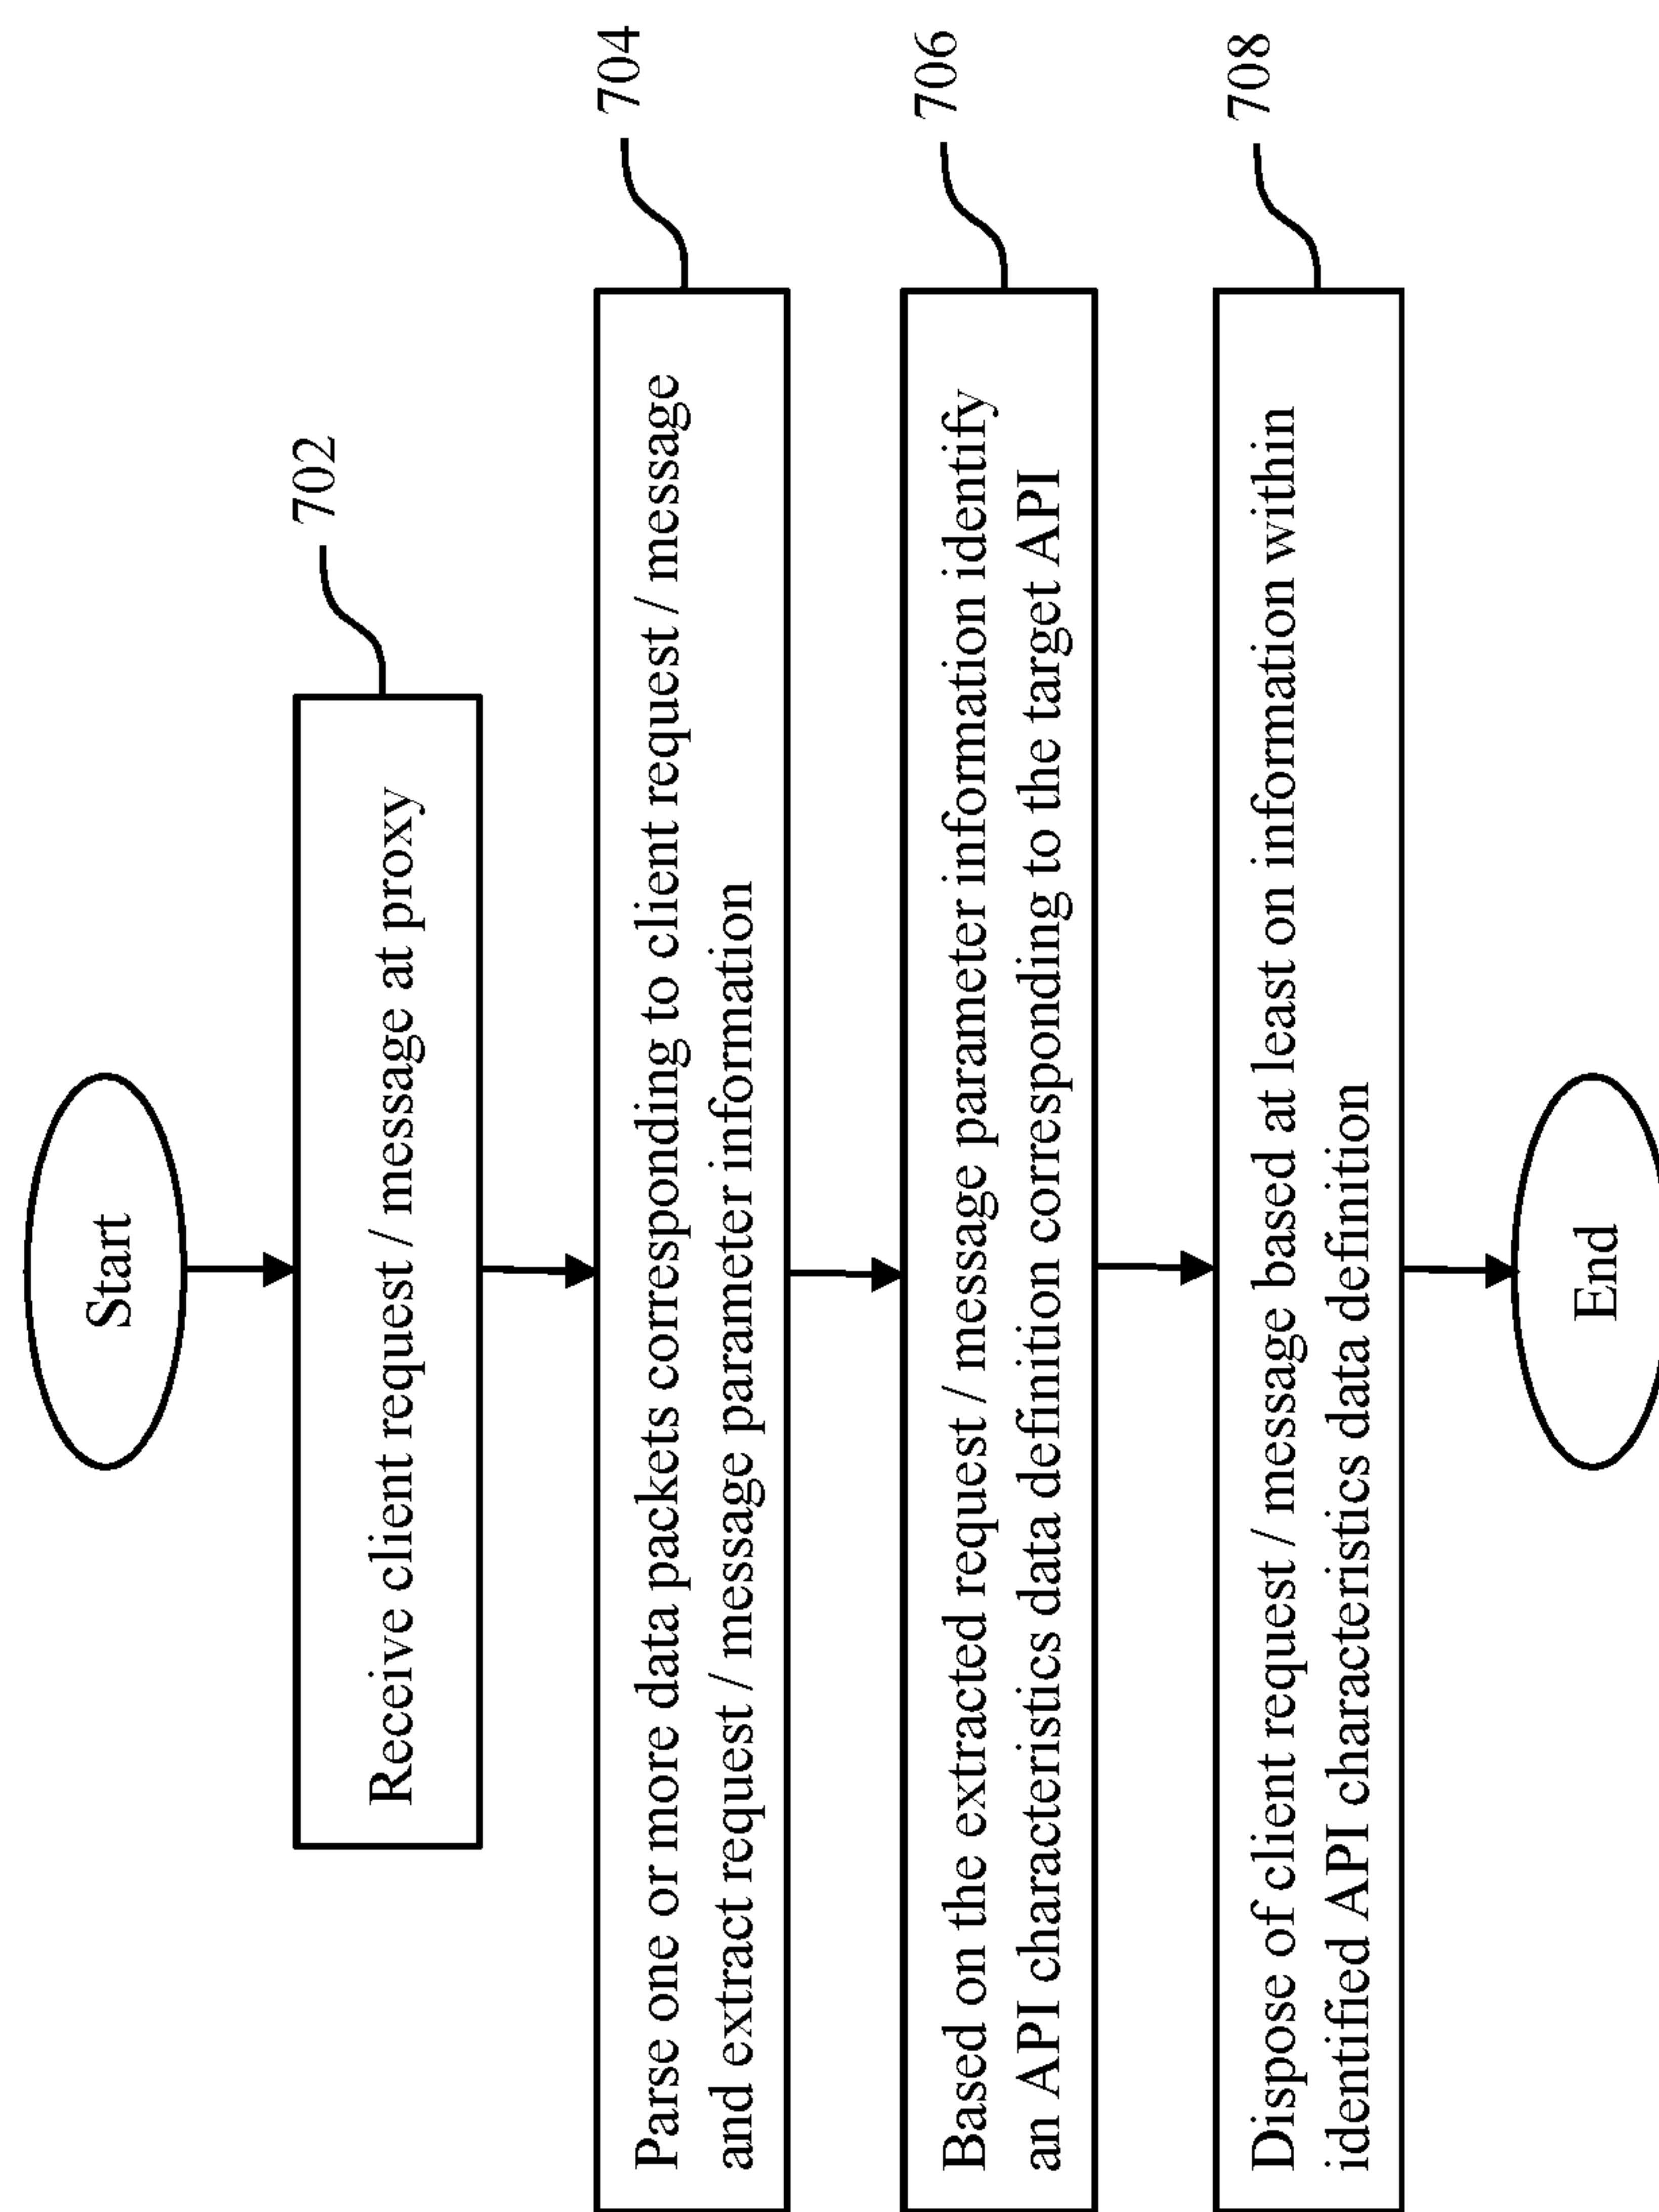 Start
702
Receive client request / message at proxy
704
Parse one or more data packets corresponding to client request / message
and extract request / message parameter information
706
Based on the extracted request / message parameter information identify
an API characteristics data definition corresponding to the target API
708
Dispose of client request / message based at least on information within
identified API characteristics data definition
End